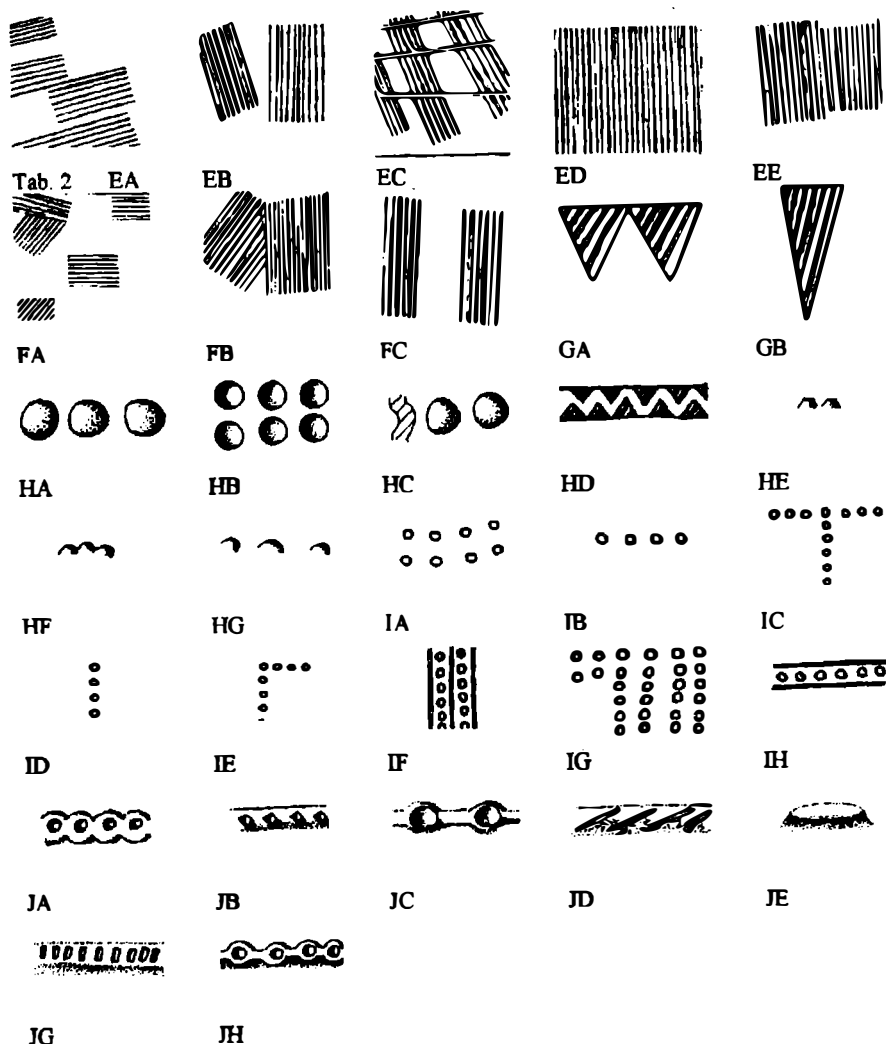 Tab. 2 EA EB EC ED EE
FA FB FC GA GB
HA HB HC HD HE
HF HG IA IB IC
ID IE IF IG IH
JA JB JC JD JE
JG JH